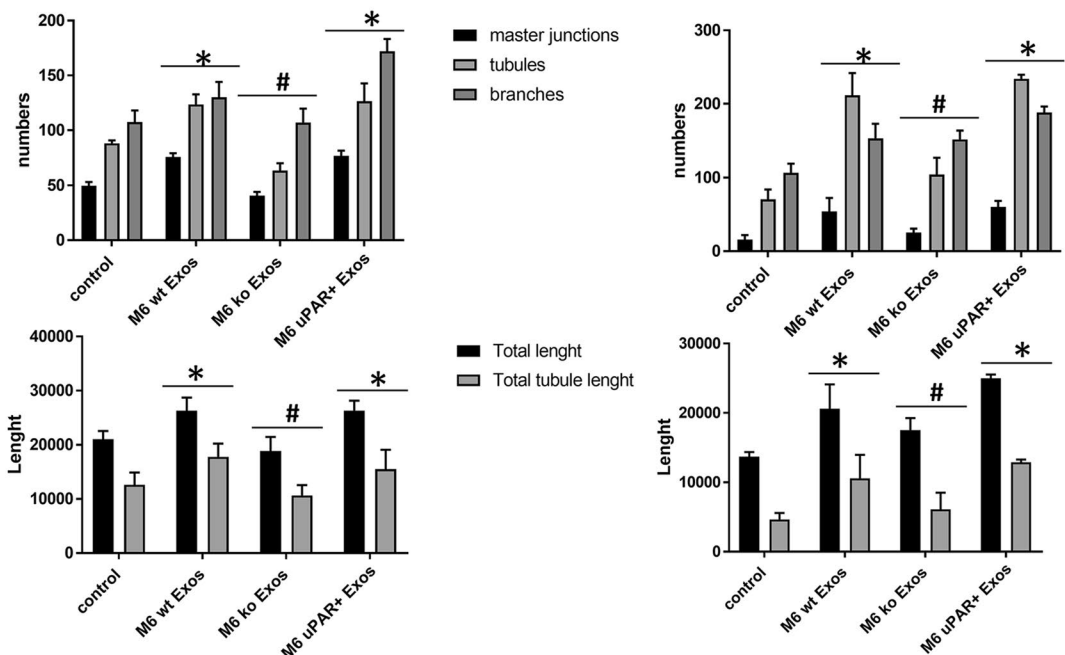 200
150
100
50
0
numbers
*
#
*
control
M6 wt Exos
M6 ko Exos
M6 uPAR+ Exos
master junctions
tubules
branches
300
200
100
0
numbers
*
#
*
control
M6 wt Exos
M6 ko Exos
M6 uPAR+ Exos
40000
30000
20000
10000
0
Lenght
*
#
*
control
M6 wt Exos
M6 ko Exos
M6 uPAR+ Exos
Total lenght
Total tubule lenght
30000
20000
10000
0
Lenght
*
#
*
control
M6 wt Exos
M6 ko Exos
M6 uPAR+ Exos